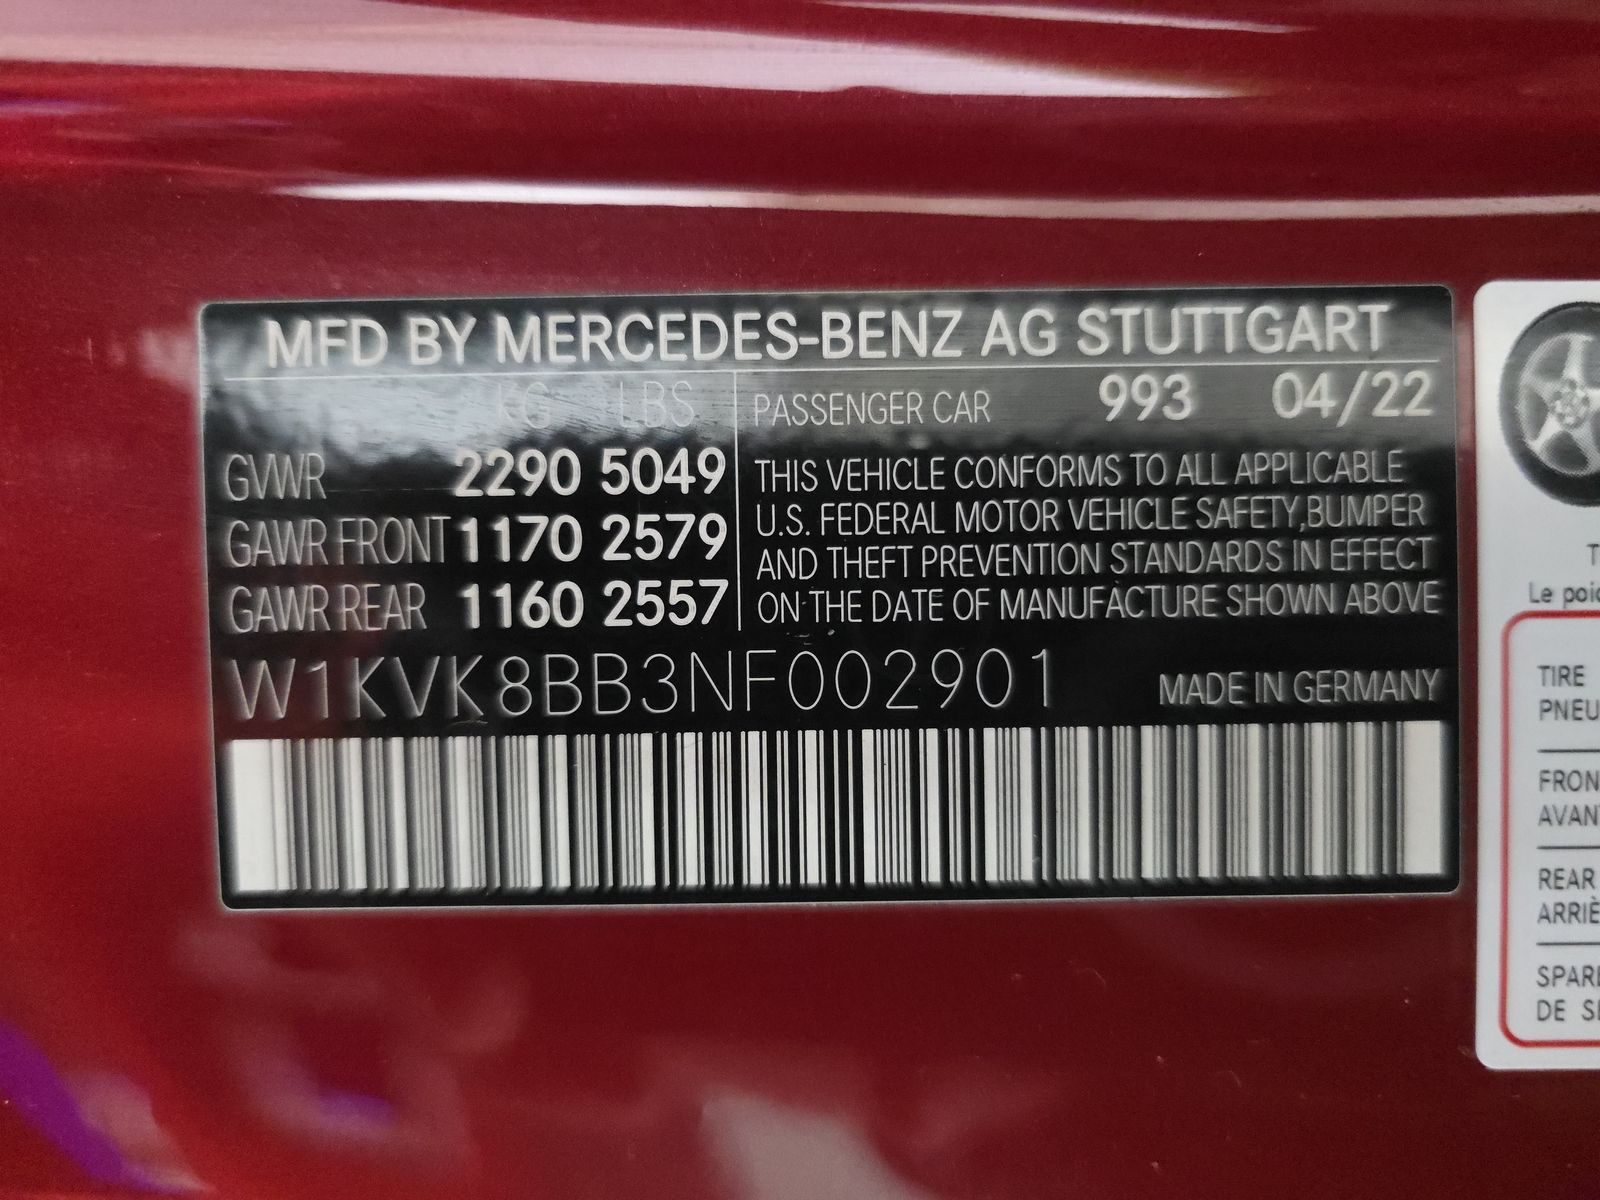 MFD BY MERCEDES-BENZ AG STUTTGART
KG LBS
GVWR 2290 5049
GAWR FRONT 1170 2579
GAWR REAR 1160 2557
PASSENGER CAR 993 04/22
THIS VEHICLE CONFORMS TO ALL APPLICABLE
U.S. FEDERAL MOTOR VEHICLE SAFETY,BUMPER
AND THEFT PREVENTION STANDARDS IN EFFECT
ON THE DATE OF MANUFACTURE SHOWN ABOVE
W1KVK8BB3NF002901
MADE IN GERMANY
T
Le poid
TIRE
PNEU
FRON
AVAN
REAR
ARRIÈ
SPARE
DE SE